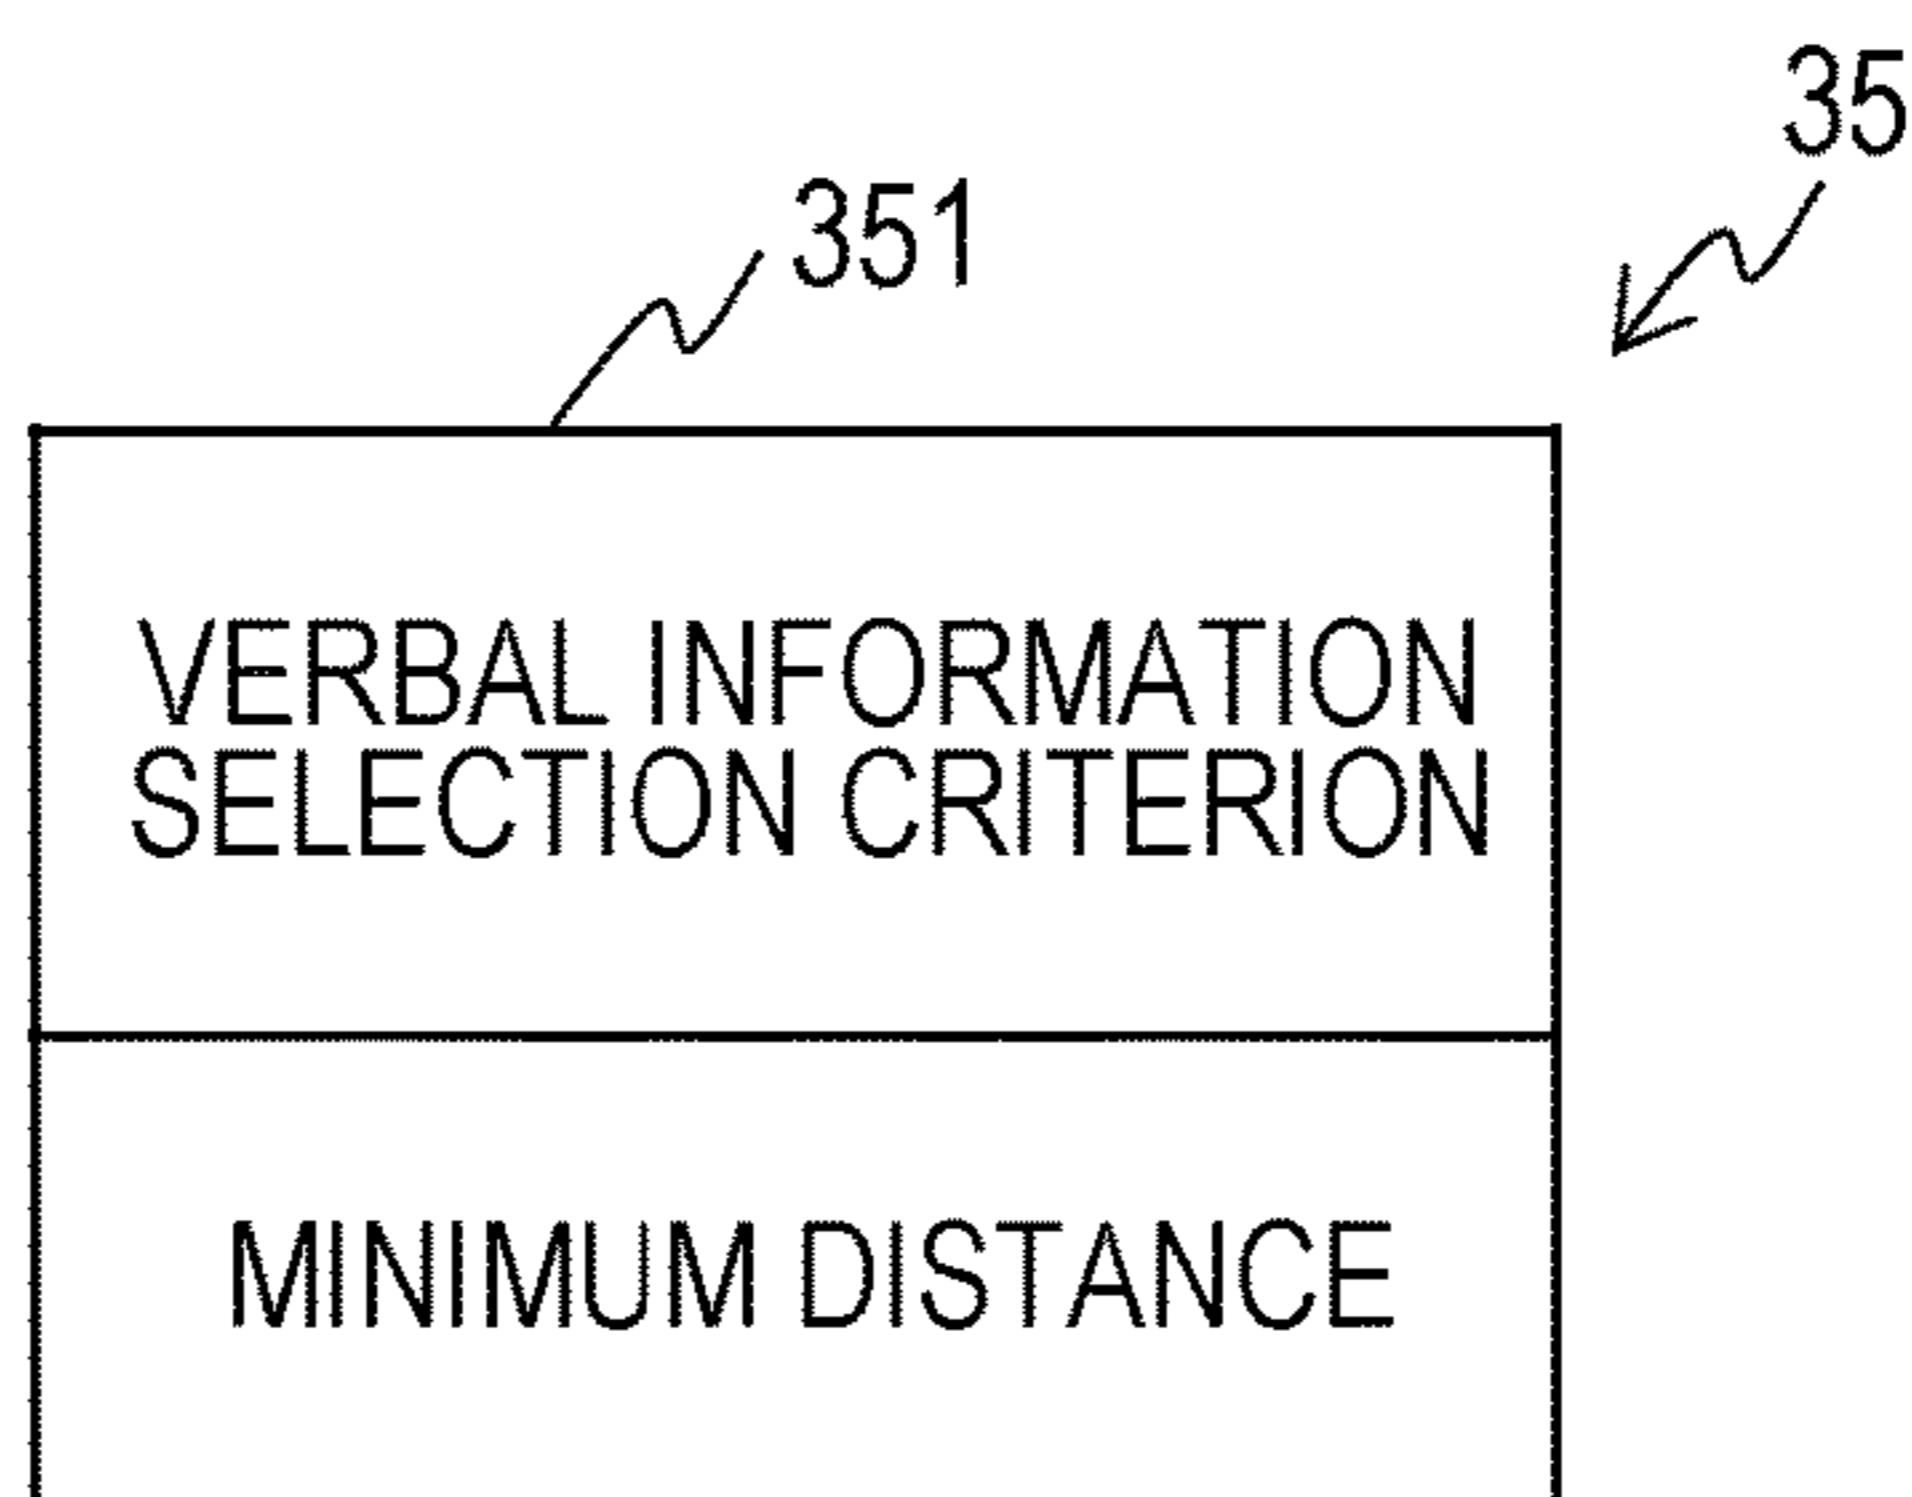 35
351
VERBAL INFORMATION
SELECTION CRITERION
MINIMUM DISTANCE